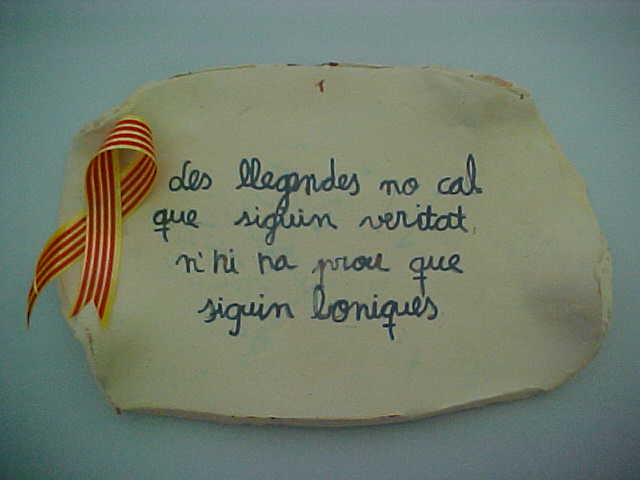 Les llegendes no cal
que siguin veritat,
n'hi ha prou que
siguin boniques